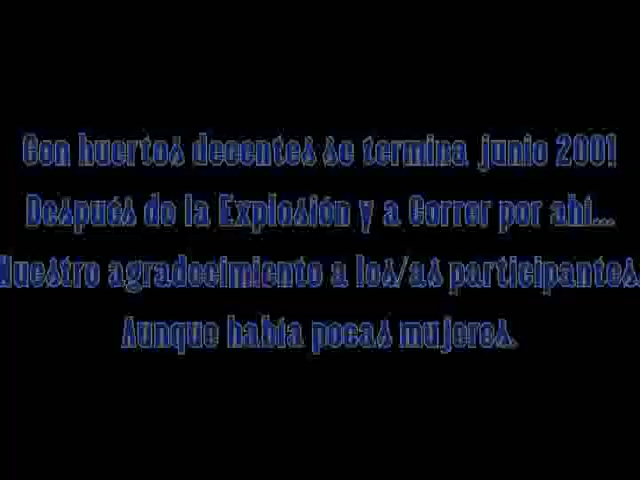 Con huertos decentes se termina junio 2001
Después de la Explosión y a Correr por ahí...
Nuestro agradecimiento a los/as participantes
Aunque había pocas mujeres.